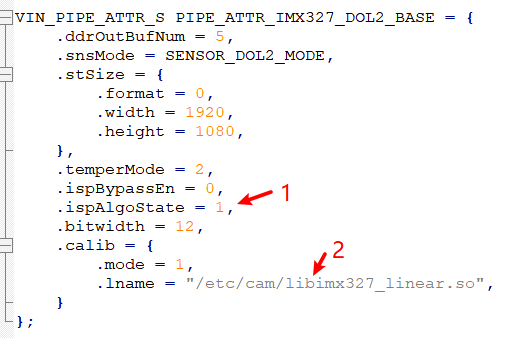 VIN_PIPE_ATTR_S PIPE_ATTR_IMX327_DOL2_BASE = {
    .ddrOutBufNum = 5,
    .snsMode = SENSOR_DOL2_MODE,
    .stSize = {
        .format = 0,
        .width = 1920,
        .height = 1080,
    },
    .temperMode = 2,
    .ispBypassEn = 0,
    .ispAlgoState = 1, 1
    .bitwidth = 12,
    .calib = { 2
        .mode = 1,
        .lname = "/etc/cam/libimx327_linear.so",
    }
};